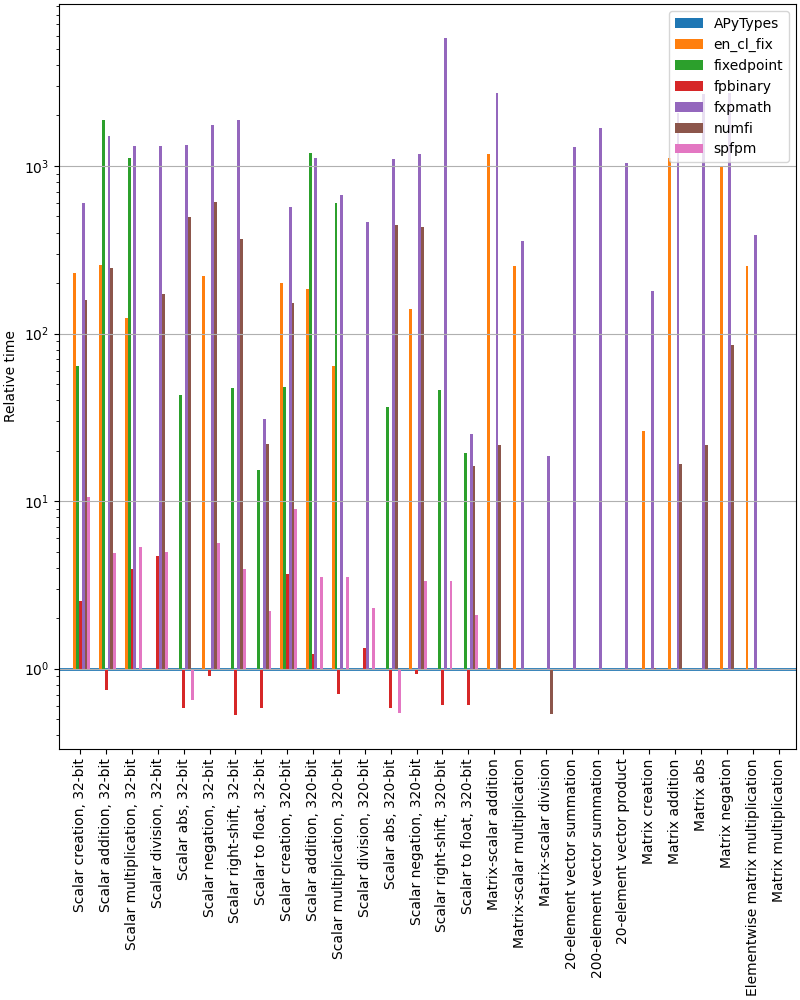 APyTypes
en_cl_fix
fixedpoint
fpbinary
fxpmath
numfi
spfpm
Relative time
10³
10²
10¹
10⁰
Scalar creation, 32-bit
Scalar addition, 32-bit
Scalar multiplication, 32-bit
Scalar division, 32-bit
Scalar abs, 32-bit
Scalar negation, 32-bit
Scalar right-shift, 32-bit
Scalar to float, 32-bit
Scalar creation, 320-bit
Scalar addition, 320-bit
Scalar multiplication, 320-bit
Scalar division, 320-bit
Scalar abs, 320-bit
Scalar negation, 320-bit
Scalar right-shift, 320-bit
Scalar to float, 320-bit
Matrix-scalar addition
Matrix-scalar multiplication
Matrix-scalar division
20-element vector summation
200-element vector summation
20-element vector product
Matrix creation
Matrix addition
Matrix abs
Matrix negation
Elementwise matrix multiplication
Matrix multiplication